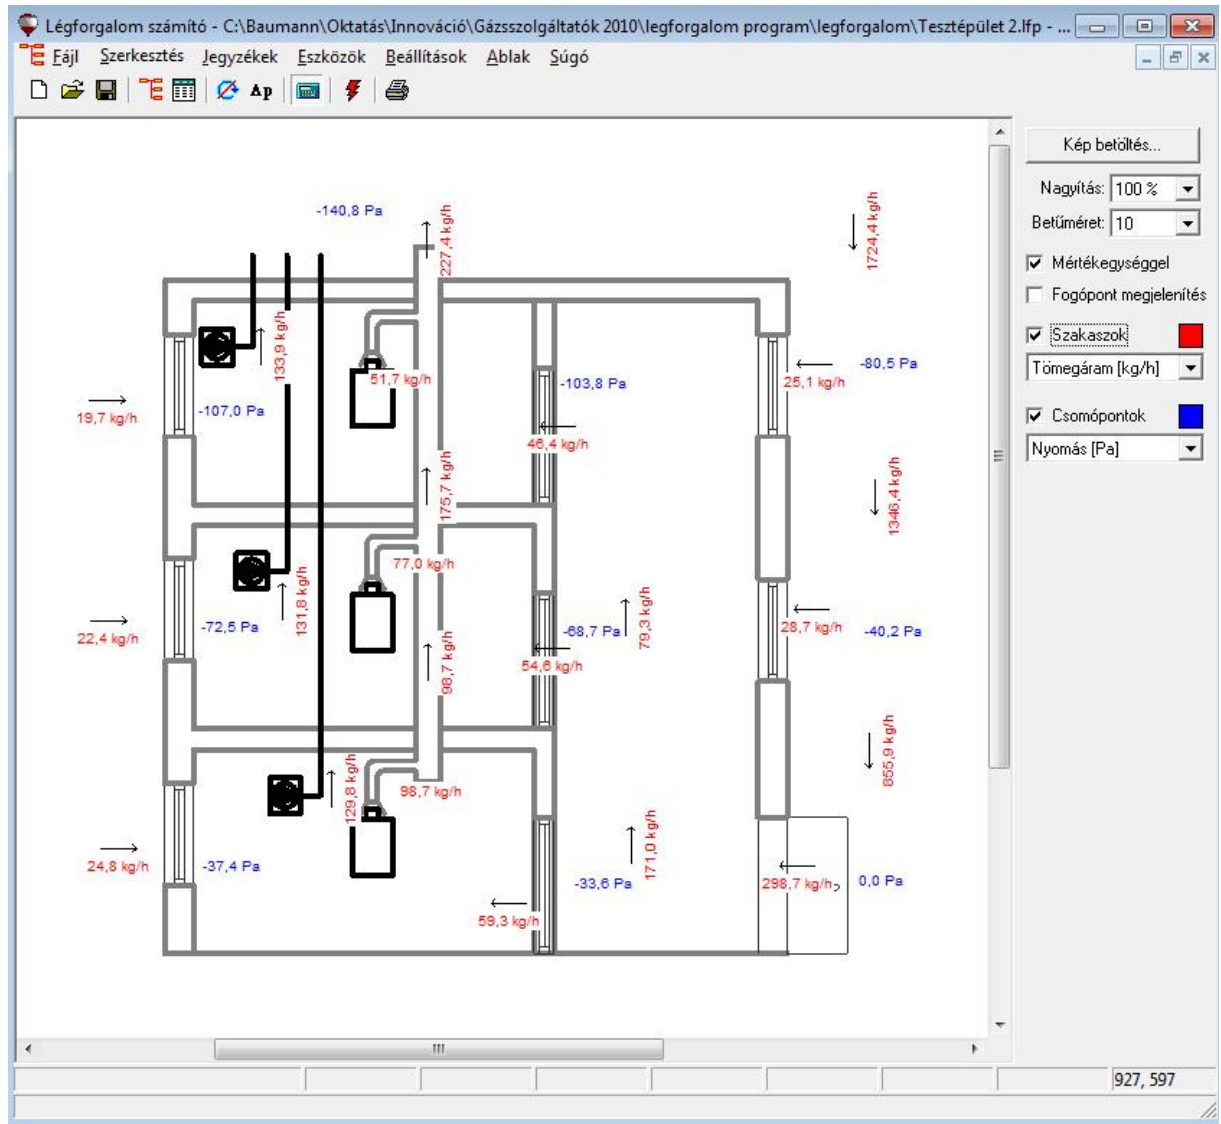 Légforgalom számító - C:\Baumann\Oktatás\Innováció\Gázsszolgáltatók 2010\legforgalom program\legforgalom\Tesztépület 2.lfp - ...
Fájl Szerkesztés Jegyzékek Eszközök Beállítások Ablak Súgó
Ap
Kép betöltés...
Nagyítás: 100 %
Betűméret: 10
Mértékegységgel
Fogópont megjelenítés
Szakaszok
Tömegáram [kg/h]
Csomópontok
Nyomás [Pa]
-140,8 Pa
227,4 kg/h
1724,4 kg/h
133,9 kg/h
51,7 kg/h
-103,8 Pa
25,1 kg/h
-80,5 Pa
19,7 kg/h
-107,0 Pa
46,4 kg/h
175,7 kg/h
1346,4 kg/h
77,0 kg/h
131,8 kg/h
22,4 kg/h
-72,5 Pa
98,7 kg/h
54,6 kg/h
-68,7 Pa
79,3 kg/h
28,7 kg/h
-40,2 Pa
855,9 kg/h
129,8 kg/h
98,7 kg/h
24,8 kg/h
-37,4 Pa
59,3 kg/h
-33,6 Pa
171,0 kg/h
298,7 kg/h
0,0 Pa
927, 597